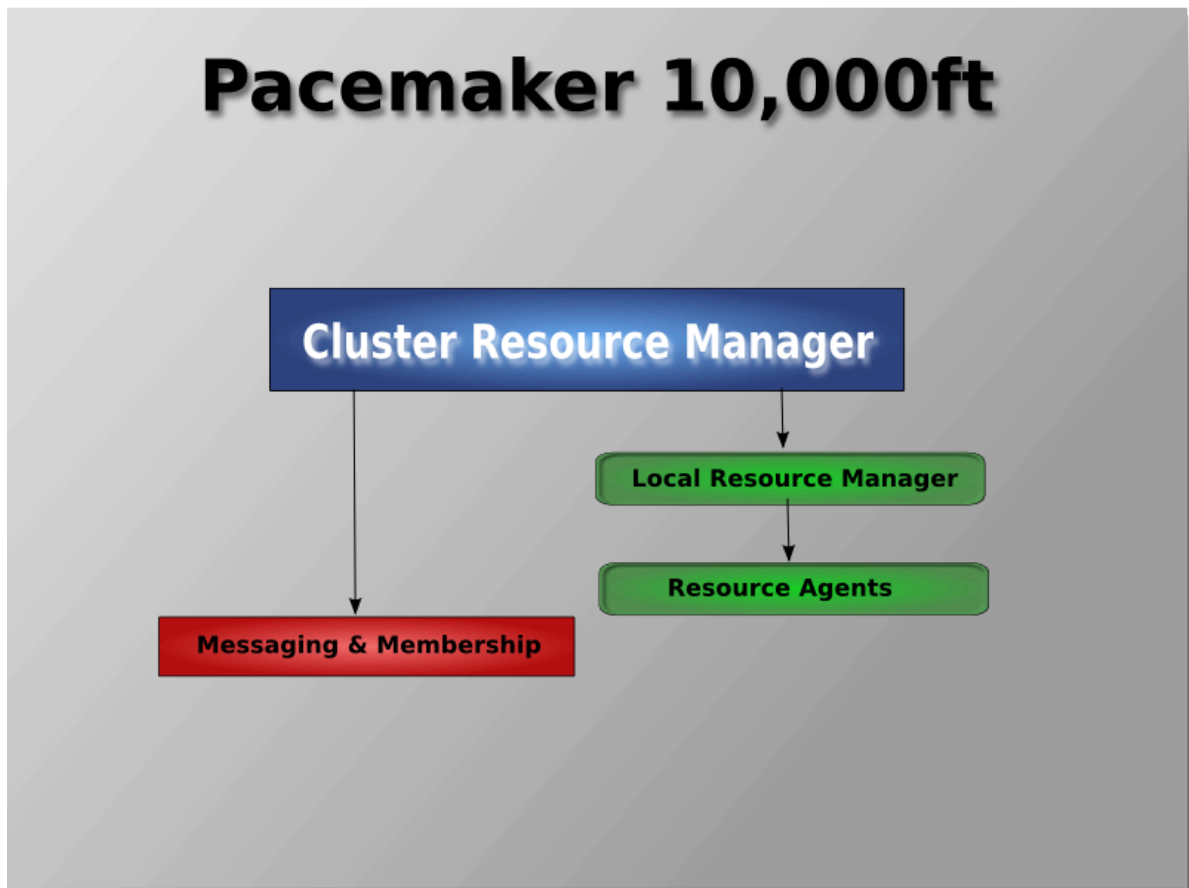 Pacemaker 10,000ft
Cluster Resource Manager
Local Resource Manager
Resource Agents
Messaging & Membership